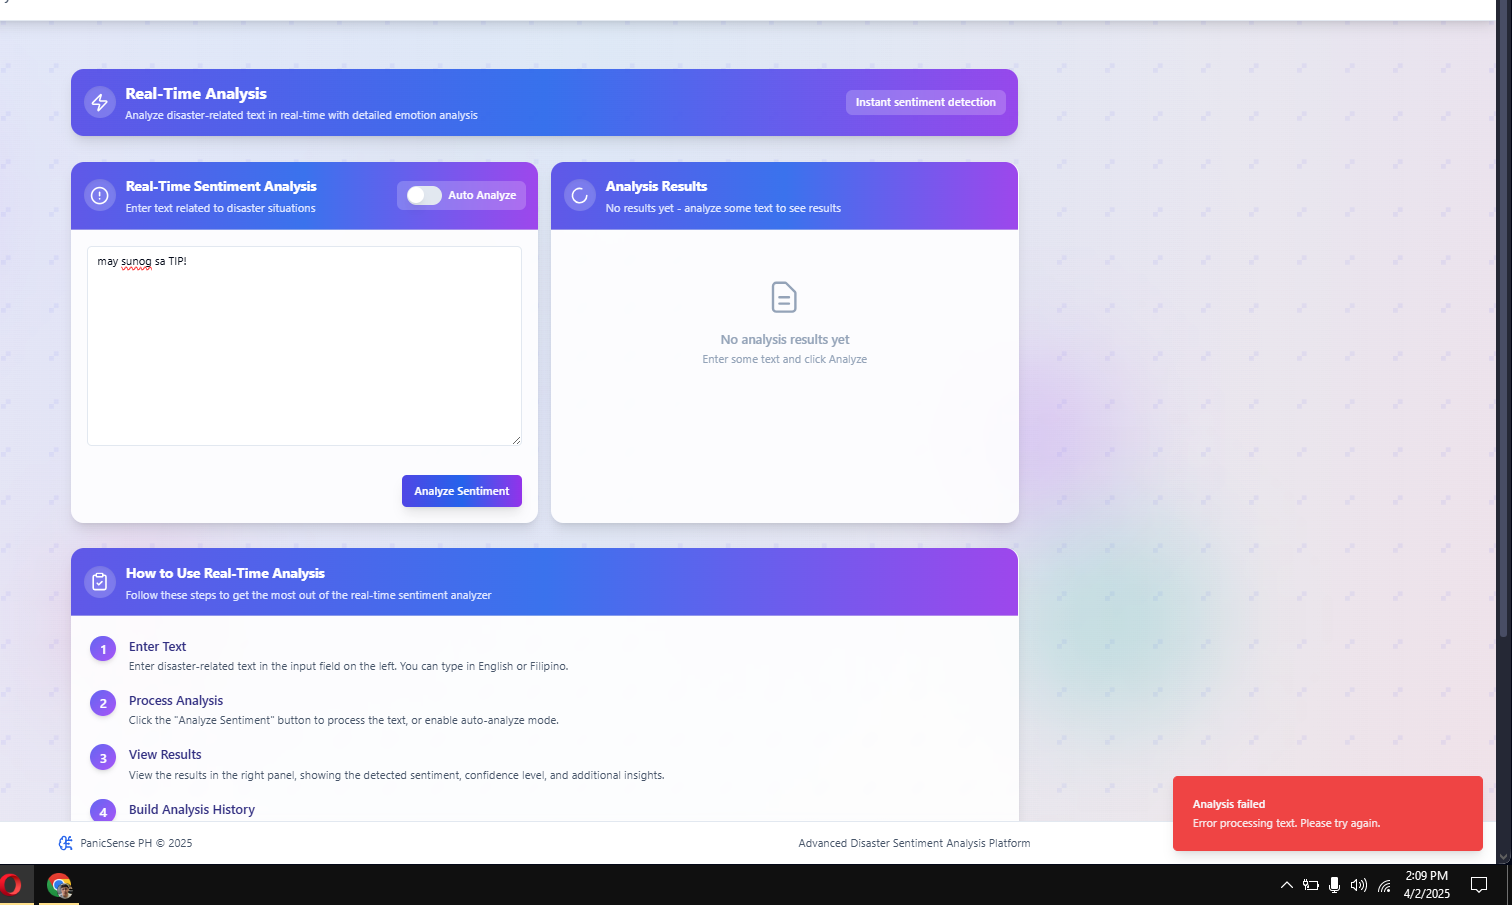 Real-Time Analysis
Analyze disaster-related text in real-time with detailed emotion analysis
Instant sentiment detection
Real-Time Sentiment Analysis
Enter text related to disaster situations
Auto Analyze
may sunog sa TIP!
Analyze Sentiment
Analysis Results
No results yet - analyze some text to see results
No analysis results yet
Enter some text and click Analyze
How to Use Real-Time Analysis
Follow these steps to get the most out of the real-time sentiment analyzer
1 Enter Text
Enter disaster-related text in the input field on the left. You can type in English or Filipino.
2 Process Analysis
Click the "Analyze Sentiment" button to process the text, or enable auto-analyze mode.
3 View Results
View the results in the right panel, showing the detected sentiment, confidence level, and additional insights.
4 Build Analysis History
Analysis failed
Error processing text. Please try again.
PanicSense PH © 2025
Advanced Disaster Sentiment Analysis Platform
2:09 PM
4/2/2025